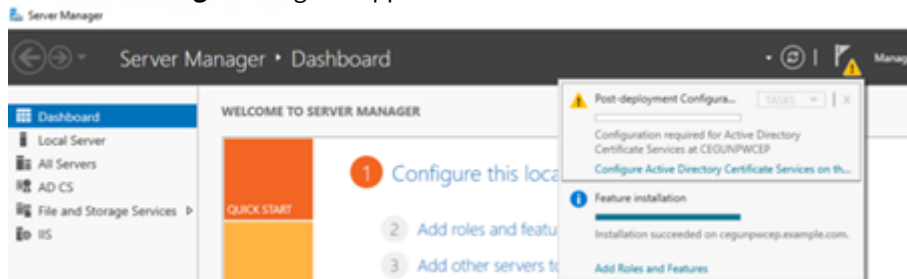 Server Manager
Server Manager • Dashboard
Manag
Dashboard
Local Server
All Servers
AD CS
File and Storage Services
IIS
WELCOME TO SERVER MANAGER
QUICK START
1 Configure this loca
2 Add roles and featu
3 Add other servers to
Post-deployment Configura...
TASKS
X
Configuration required for Active Directory
Certificate Services at CEGUNPWCEP
Configure Active Directory Certificate Services on th...
Feature installation
Installation succeeded on cegunpwcep.example.com.
Add Roles and Features